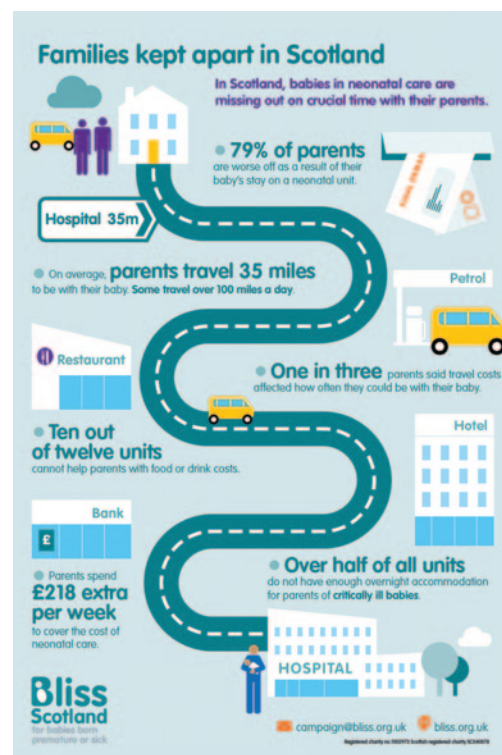 Families kept apart in Scotland
In Scotland, babies in neonatal care are
missing out on crucial time with their parents.
79% of parents
are worse off as a result of their
baby's stay on a neonatal unit.
Hospital 35m
On average, parents travel 35 miles
to be with their baby. Some travel over 100 miles a day.
Petrol
Restaurant
One in three parents said travel costs
affected how often they could be with their baby.
Ten out
of twelve units
cannot help parents with food or drink costs.
Hotel
Bank
£
Parents spend
£218 extra
per week
to cover the cost of
neonatal care.
Over half of all units
do not have enough overnight accommodation
for parents of critically ill babies.
HOSPITAL
Bliss
Scotland
for babies born
premature or sick
campaign@bliss.org.uk bliss.org.uk